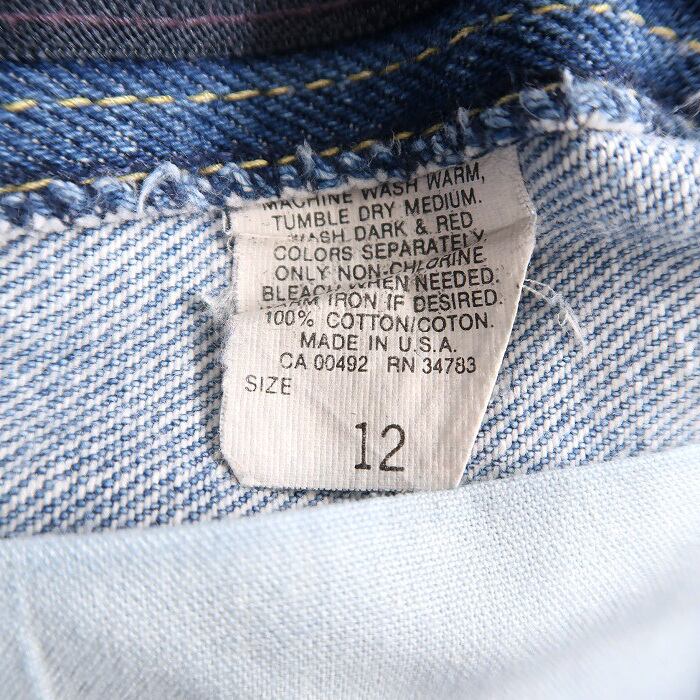 MACHINE WASH WARM,
TUMBLE DRY MEDIUM.
WASH DARK & RED
COLORS SEPARATELY.
ONLY NON-CHLORINE
BLEACH WHEN NEEDED.
IRON IF DESIRED.
100% COTTON/COTON.
MADE IN U.S.A.
CA 00492 RN 34783
SIZE
12